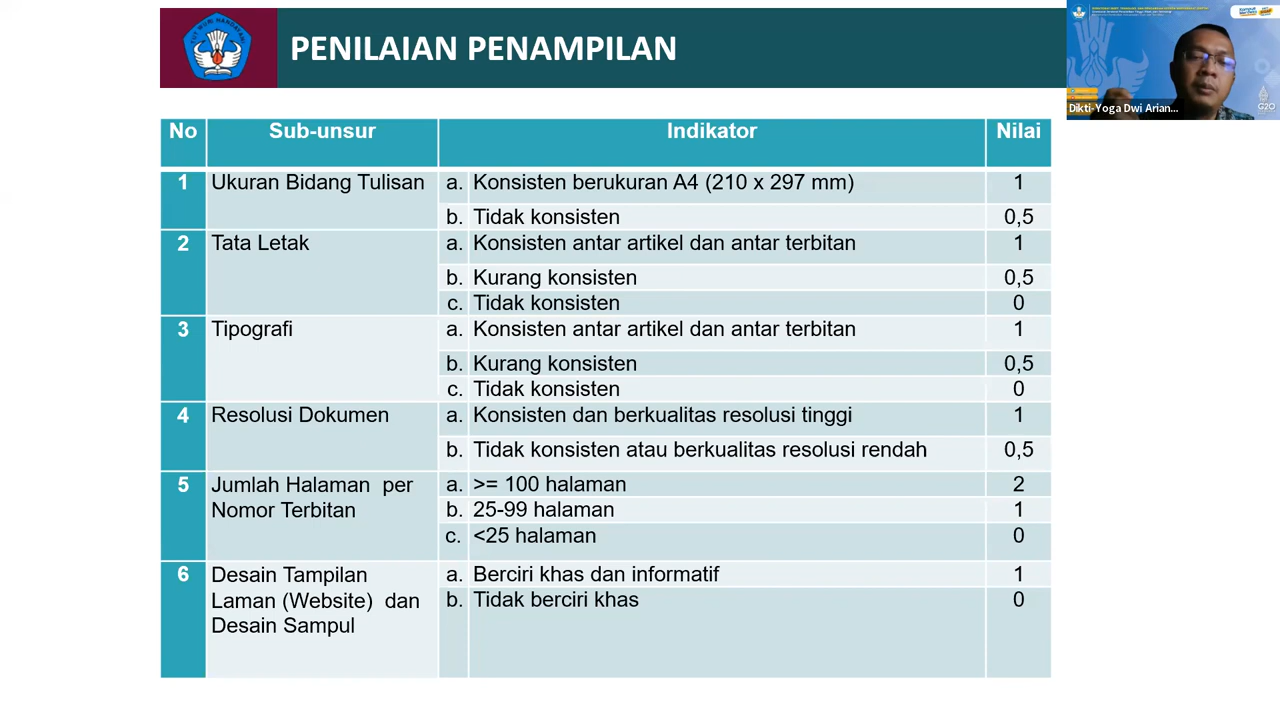 PENILAIAN PENAMPILAN
Dikti-Yoga Dwi Arian...
G20
No Sub-unsur Indikator Nilai
1 Ukuran Bidang Tulisan a. Konsisten berukuran A4 (210 x 297 mm) 1
b. Tidak konsisten 0,5
2 Tata Letak a. Konsisten antar artikel dan antar terbitan 1
b. Kurang konsisten 0,5
c. Tidak konsisten 0
3 Tipografi a. Konsisten antar artikel dan antar terbitan 1
b. Kurang konsisten 0,5
c. Tidak konsisten 0
4 Resolusi Dokumen a. Konsisten dan berkualitas resolusi tinggi 1
b. Tidak konsisten atau berkualitas resolusi rendah 0,5
5 Jumlah Halaman per a. >= 100 halaman 2
Nomor Terbitan b. 25-99 halaman 1
c. <25 halaman 0
6 Desain Tampilan a. Berciri khas dan informatif 1
Laman (Website) dan b. Tidak berciri khas 0
Desain Sampul